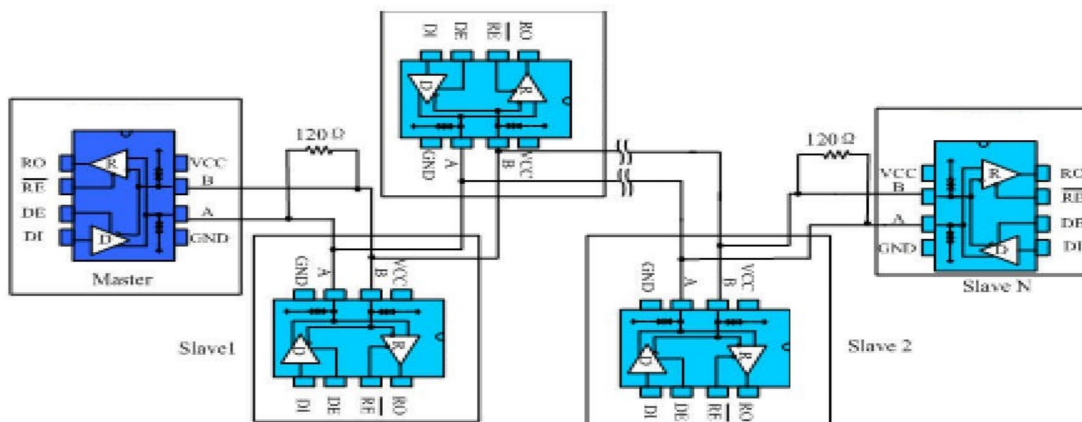 DI DE RE RO
D R
GND A B VCC
120 Ω
RO
RE
DE
DI
R
D
VCC
B
A
GND
Master
120 Ω
VCC
B
A
GND
R
D
RO
RE
DE
DI
Slave N
GND A B VCC
D R
DI DE RE RO
Slave1
GND A B VCC
D R
DI DE RE RO
Slave 2